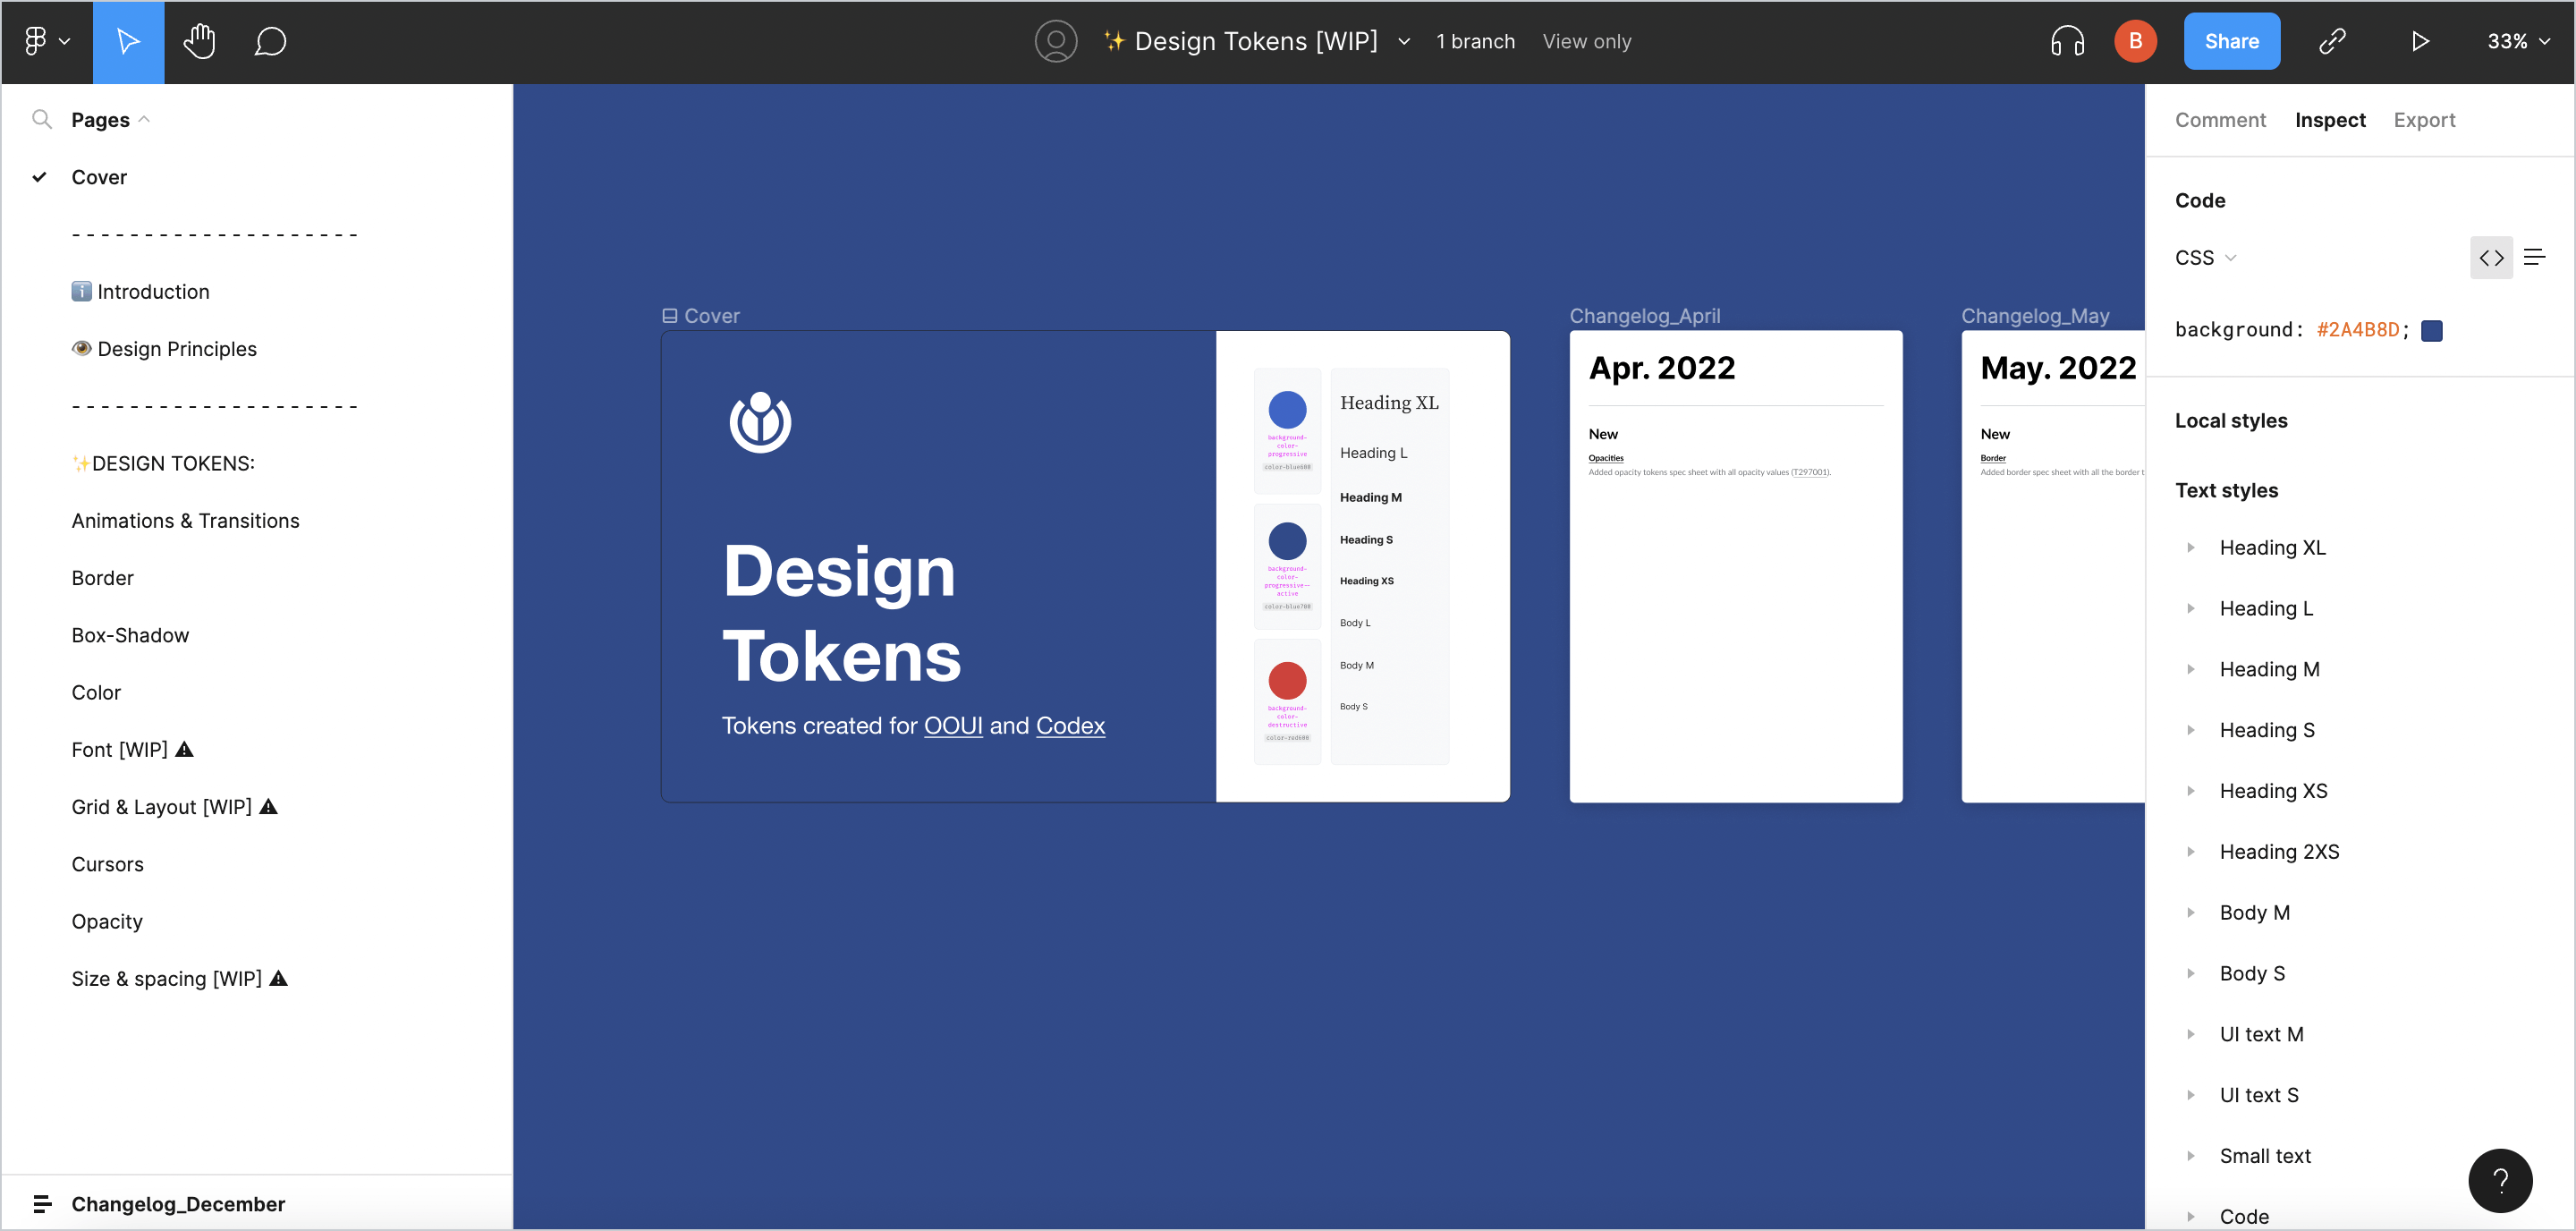 ✨ Design Tokens [WIP]
1 branch
View only
B
Share
33%
Pages
Cover
- - - - - - - - - - - - - - - - - - - -
ℹ️ Introduction
👁️ Design Principles
- - - - - - - - - - - - - - - - - - - -
✨DESIGN TOKENS:
Animations & Transitions
Border
Box-Shadow
Color
Font [WIP] ⚠
Grid & Layout [WIP] ⚠
Cursors
Opacity
Size & spacing [WIP] ⚠
Changelog_December
Cover
Design
Tokens
Tokens created for OOUI and Codex
background-
color-
progressive
color-blue600
background-
color-
progressive--
active
color-blue700
background-
color-
destructive
color-red600
Heading XL
Heading L
Heading M
Heading S
Heading XS
Body L
Body M
Body S
Changelog_April
Apr. 2022
New
Opacities
Added opacity tokens spec sheet with all opacity values (T297001).
Changelog_May
May. 2022
New
Border
Added border spec sheet with all the border t
Comment
Inspect
Export
Code
CSS
background: #2A4B8D;
Local styles
Text styles
Heading XL
Heading L
Heading M
Heading S
Heading XS
Heading 2XS
Body M
Body S
UI text M
UI text S
Small text
Code
?